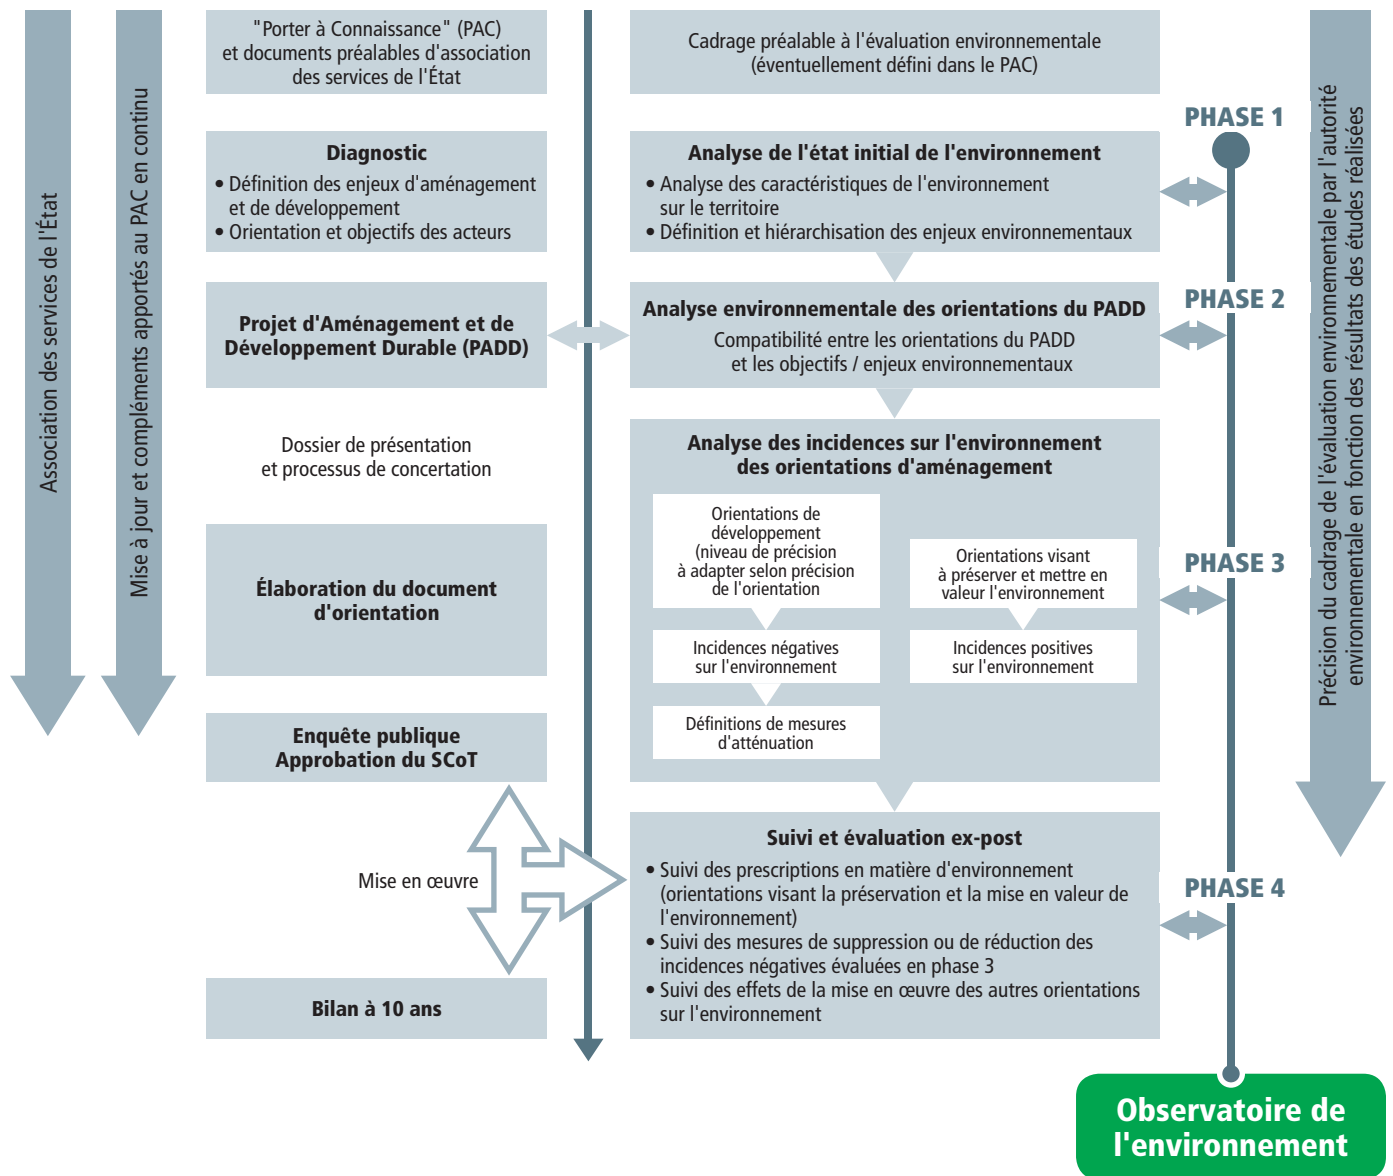 Association des services de l'État
Mise à jour et compléments apportés au PAC en continu
"Porter à Connaissance" (PAC)
et documents préalables d'association
des services de l'État
Cadrage préalable à l'évaluation environnementale
(éventuellement défini dans le PAC)
PHASE 1
Diagnostic
• Définition des enjeux d'aménagement
et de développement
• Orientation et objectifs des acteurs
Analyse de l'état initial de l'environnement
• Analyse des caractéristiques de l'environnement
sur le territoire
• Définition et hiérarchisation des enjeux environnementaux
PHASE 2
Projet d'Aménagement et de
Développement Durable (PADD)
Analyse environnementale des orientations du PADD
Compatibilité entre les orientations du PADD
et les objectifs / enjeux environnementaux
Dossier de présentation
et processus de concertation
Analyse des incidences sur l'environnement
des orientations d'aménagement
Orientations de
développement
(niveau de précision
à adapter selon précision
de l'orientation
Orientations visant
à préserver et mettre en
valeur l'environnement
PHASE 3
Élaboration du document
d'orientation
Incidences négatives
sur l'environnement
Incidences positives
sur l'environnement
Définitions de mesures
d'atténuation
Enquête publique
Approbation du SCoT
Mise en œuvre
Suivi et évaluation ex-post
• Suivi des prescriptions en matière d'environnement
(orientations visant la préservation et la mise en valeur de
l'environnement)
• Suivi des mesures de suppression ou de réduction des
incidences négatives évaluées en phase 3
• Suivi des effets de la mise en œuvre des autres orientations
sur l'environnement
PHASE 4
Bilan à 10 ans
Précision du cadrage de l'évaluation environnementale par l'autorité
environnementale en fonction des résultats des études réalisées
Observatoire de
l'environnement